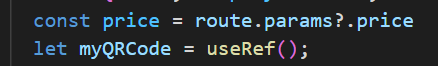 const price = route.params?.price
let myQRCode = useRef();